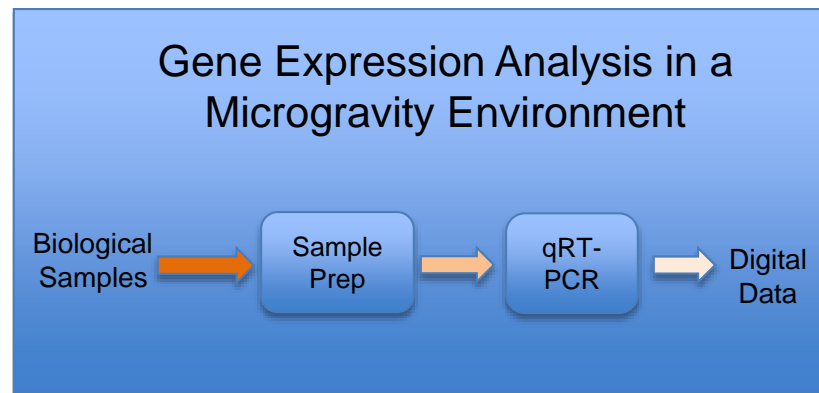 Gene Expression Analysis in a
Microgravity Environment
Biological
Samples
Sample
Prep
qRT-
PCR
Digital
Data